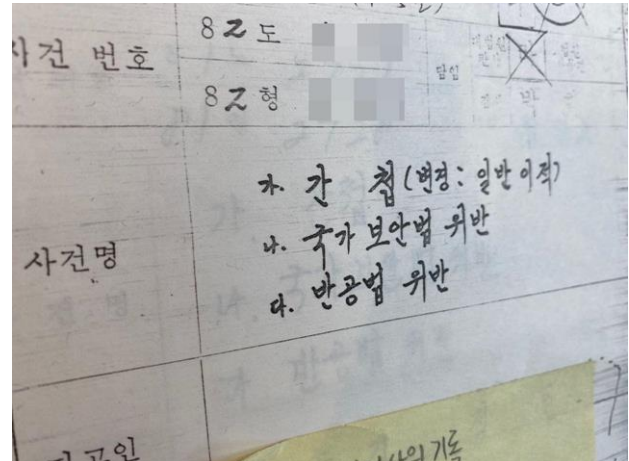 사건 번호
82도
82형
담임
사건명
가. 간 첩 (변경: 일반 이적)
나. 국가 보안법 위반
다. 반공법 위반
기록